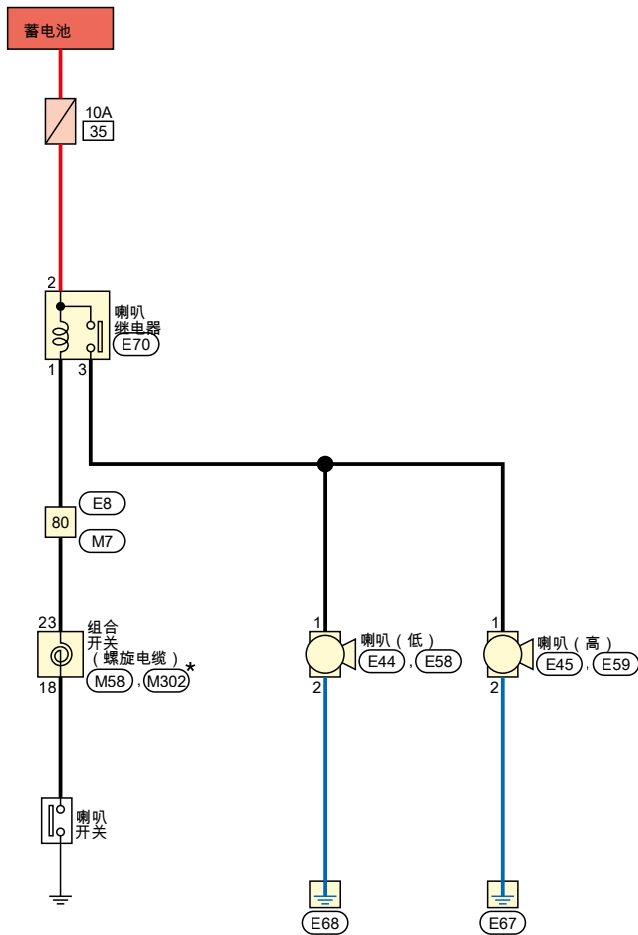 蓄电池
10A
35
2
喇叭
继电器
E70
1
3
E8
80
M7
23
组合
开关
（螺旋电缆）
M58 , M302 *
18
喇叭
开关
1
喇叭（低）
E44 , E58
2
E68
1
喇叭（高）
E45 , E59
2
E67